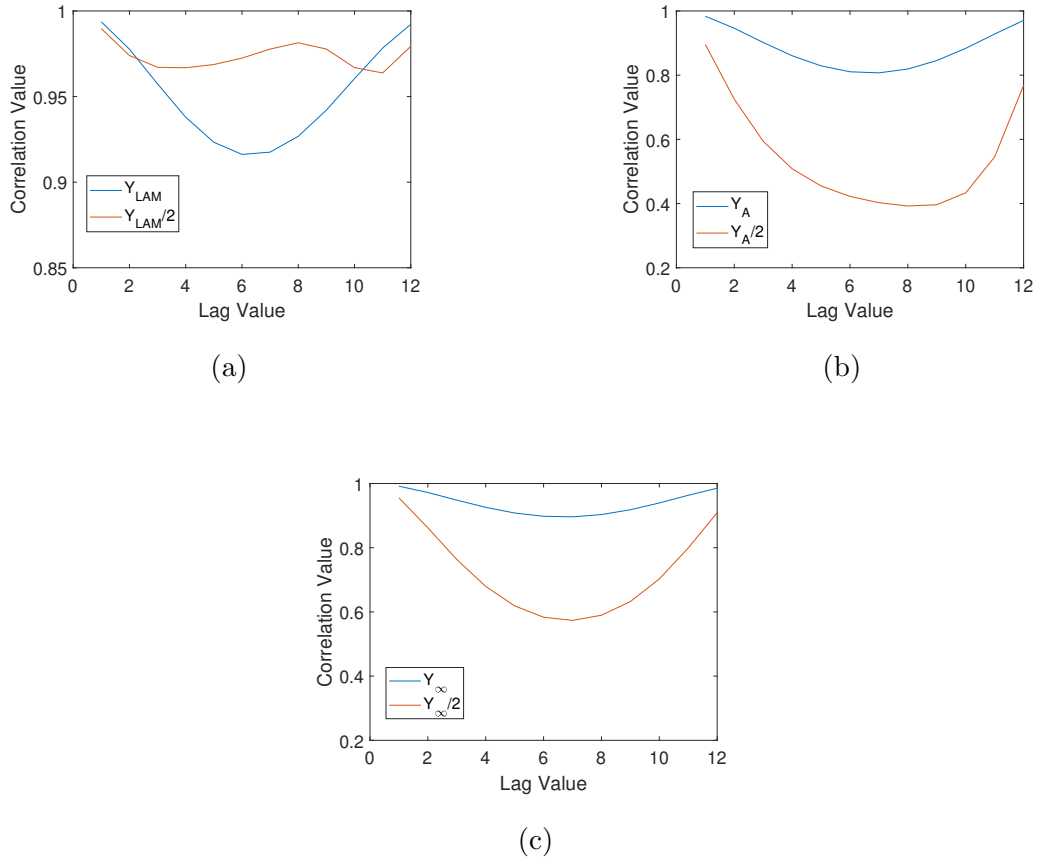 1
0.95
0.9
0.85
Correlation Value
Y_LAM
Y_LAM/2
0 2 4 6 8 10 12
Lag Value
(a)
1
0.8
0.6
0.4
0.2
Correlation Value
Y_A
Y_A/2
0 2 4 6 8 10 12
Lag Value
(b)
1
0.8
0.6
0.4
0.2
Correlation Value
Y_∞
Y_∞/2
0 2 4 6 8 10 12
Lag Value
(c)